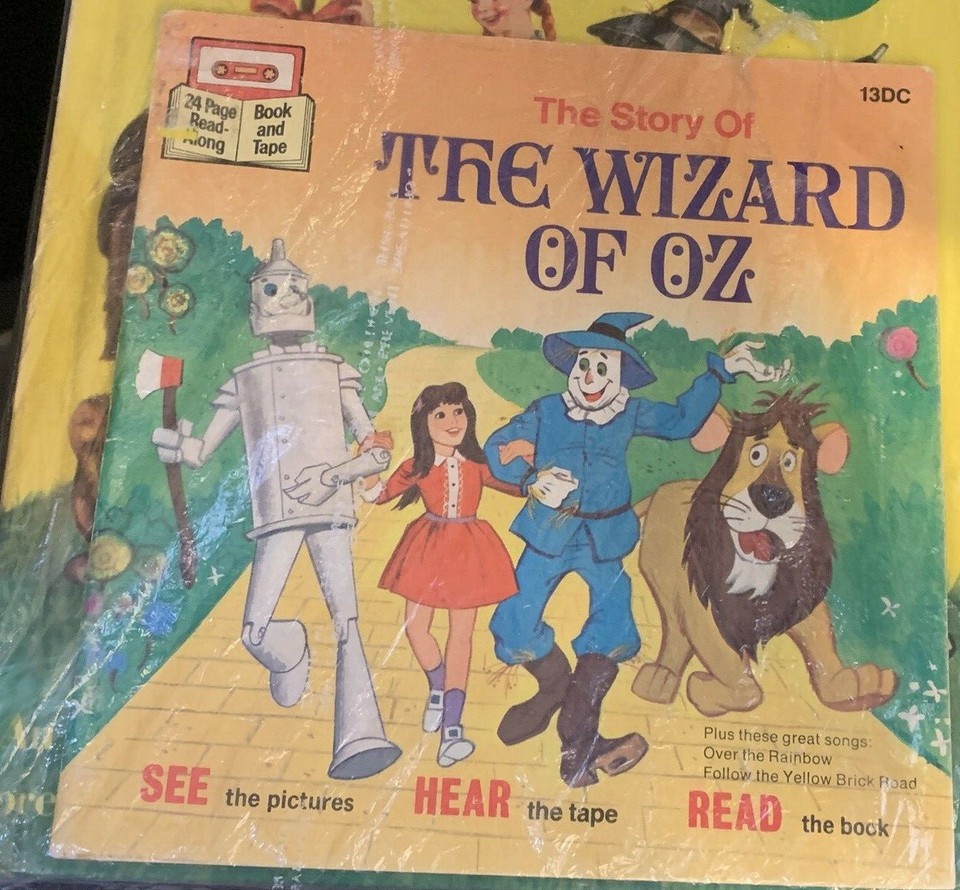 24 Page
Read-
Along
Book
and
Tape
13DC
The Story Of
THE WIZARD
OF OZ
Plus these great songs:
Over the Rainbow
Follow the Yellow Brick Road
SEE the pictures
HEAR the tape
READ the book